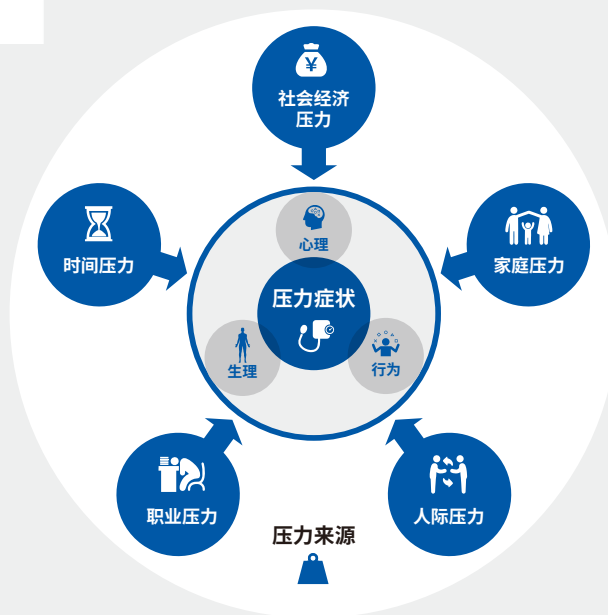 ¥
社会经济
压力
时间压力
家庭压力
心理
压力症状
生理
行为
职业压力
人际压力
压力来源